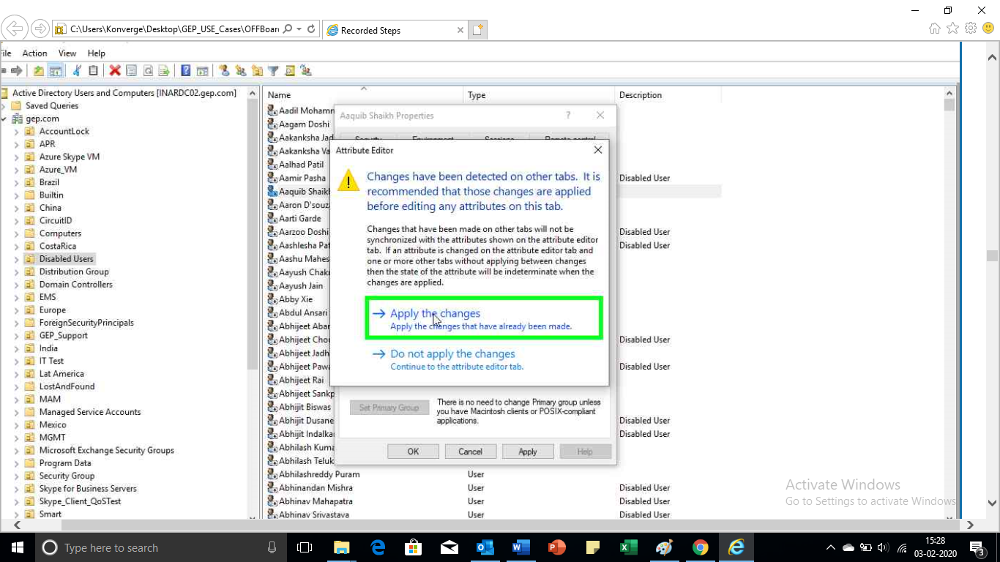 C:\Users\Konverge\Desktop\GEP_USE_Cases\OFFBoar
Recorded Steps
ile Action View Help
Active Directory Users and Computers [INARDC02.gep.com]
Saved Queries
gep.com
AccountLock
APR
Azure Skype VM
Azure_VM
Brazil
Builtin
China
CircuitID
Computers
CostaRica
Disabled Users
Distribution Group
Domain Controllers
EMS
Europe
ForeignSecurityPrincipals
GEP_Support
India
IT Test
Lat America
LostAndFound
MAM
Managed Service Accounts
Mexico
MGMT
Microsoft Exchange Security Groups
Program Data
Security Group
Skype for Business Servers
Skype_Client_QoSTest
Smart
Name Type Description
Aadil Mohamm
Aagam Doshi
Aakanksha Jad
Aakanksha Va
Aalhad Patil
Aamir Pasha Disabled User
Aaquib Shaikh
Aaron D'souz
Aarti Garde
Aarzoo Doshi Disabled User
Aashlesha Pat Disabled User
Aashu Mahes
Aayush Chakr
Aayush Jain
Abby Xie
Abdul Ansari
Abhijeet Abar
Abhijeet Chou Disabled User
Abhijeet Jadh
Abhijeet Pawa Disabled User
Abhijeet Rai
Abhijeet Sankp
Abhijit Biswas
Abhijit Dusane Disabled User
Abhijit Indalkar Disabled User
Abhilash Kuma
Abhilash Teluk
Abhilashreddy Puram User
Abhinandan Mishra User Disabled User
Abhinav Mahapatra User Disabled User
Abhinav Srivastava User Disabled User
Aaquib Shaikh Properties ?
Security Environment Sessions Remote control
Attribute Editor
Changes have been detected on other tabs. It is
recommended that those changes are applied
before editing any attributes on this tab.
Changes that have been made on other tabs will not be
synchronized with the attributes shown on the attribute editor
tab. If an attribute is changed on the attribute editor tab and
one or more other tabs without applying between changes
then the state of the attribute will be indeterminate when the
changes are applied.
Apply the changes
Apply the changes that have already been made.
Do not apply the changes
Continue to the attribute editor tab.
Set Primary Group
There is no need to change Primary group unless
you have Macintosh clients or POSIX-compliant
applications.
OK Cancel Apply Help
Activate Windows
Go to Settings to activate Windows
Type here to search
15:28
03-02-2020
3